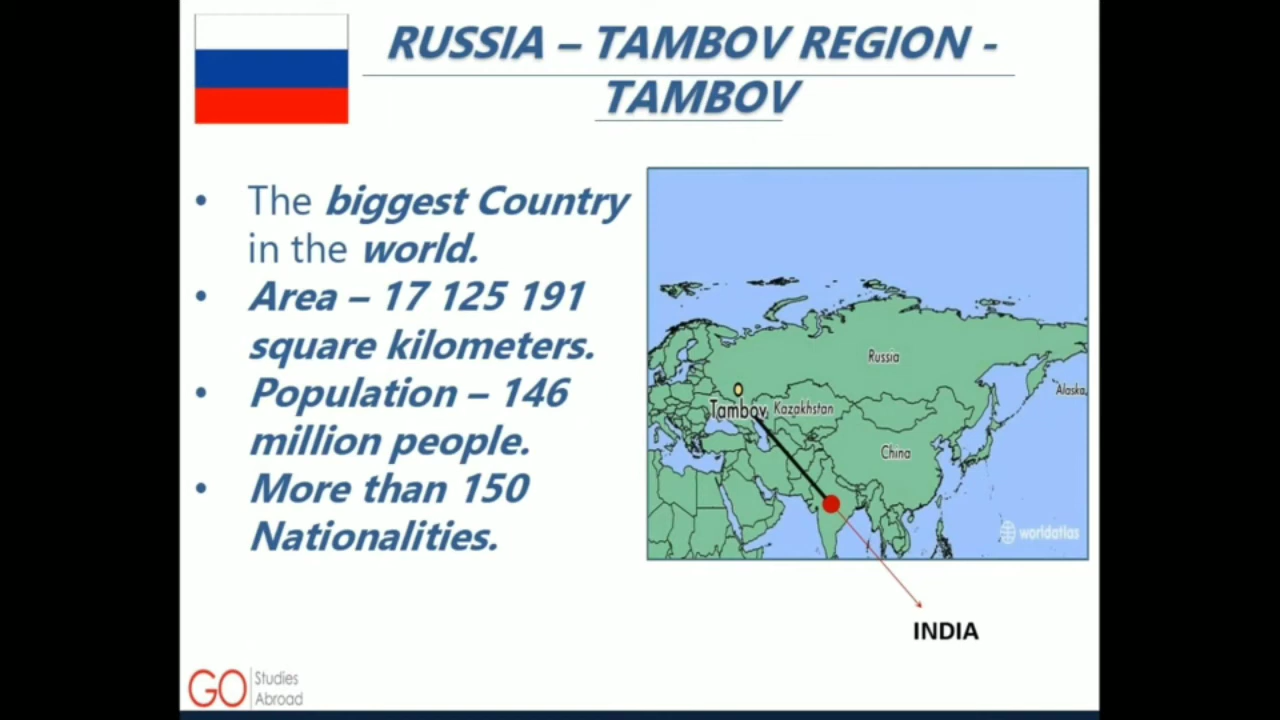 RUSSIA – TAMBOV REGION -
TAMBOV
• The biggest Country
in the world.
• Area – 17 125 191
square kilometers.
• Population – 146
million people.
• More than 150
Nationalities.
Russia
Alaska
Tambov
Kazakhstan
China
worldatlas
INDIA
GO Studies
Abroad